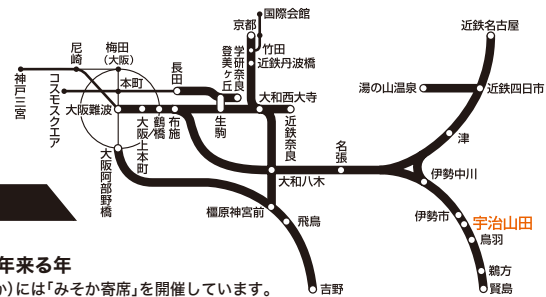 国際会館
京都
竹田
近鉄丹波橋
近鉄名古屋
尼崎
梅田
(大阪)
長田
学研奈良
登美ヶ丘
神戸三宮
コスモスクエア
本町
湯の山温泉
近鉄四日市
大阪難波
大阪上本町
鶴橋
布施
生駒
大和西大寺
近鉄奈良
津
名張
大阪阿部野橋
大和八木
伊勢中川
橿原神宮前
飛鳥
伊勢市
宇治山田
鳥羽
鵜方
賢島
吉野
年来る年
か)には「みそか寄席」を開催しています。